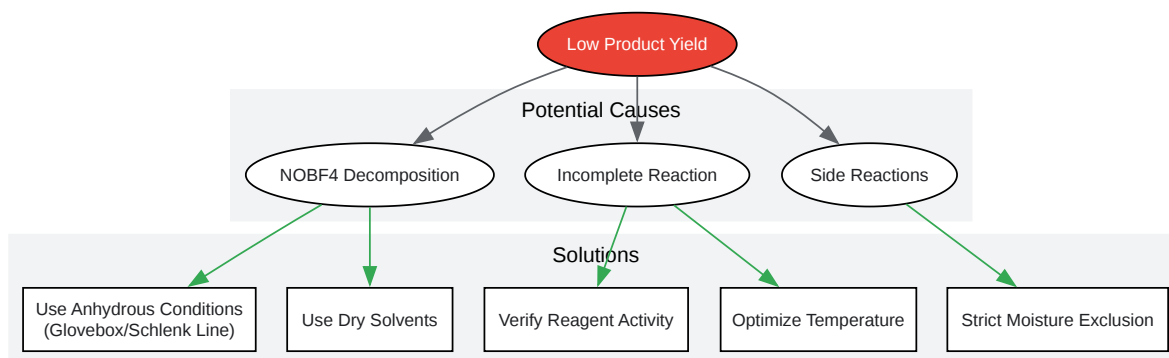 Low Product Yield
Potential Causes
NOBF4 Decomposition
Incomplete Reaction
Side Reactions
Solutions
Use Anhydrous Conditions
(Glovebox/Schlenk Line)
Use Dry Solvents
Verify Reagent Activity
Optimize Temperature
Strict Moisture Exclusion